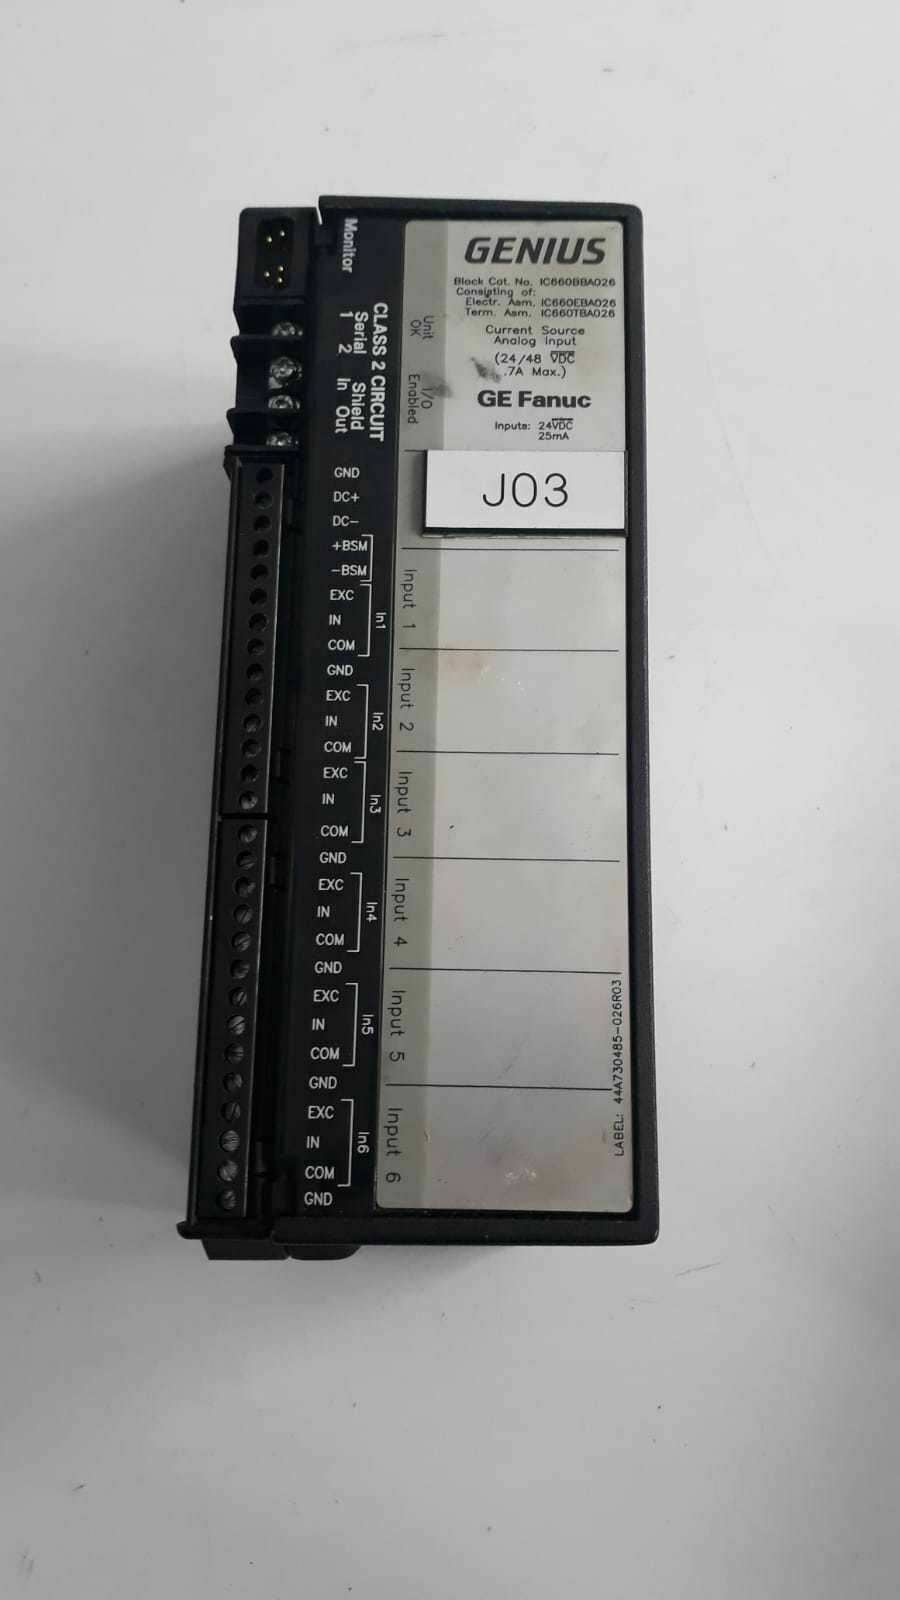 Monitor
CLASS 2 CIRCUIT
Serial
1 2
Shield
In Out
Unit
OK
I/O
Enabled
GENIUS
Block Cat. No. IC660BBA026
Consisting of:
Electr. Asm. IC660EBA026
Term. Asm. IC660TBA026
Current Source
Analog Input
(24/48 VDC
.7A Max.)
GE Fanuc
Inputs: 24VDC
25mA
J03
GND
DC+
DC-
+BSM
-BSM
EXC
IN
COM
In1
GND
EXC
IN
COM
In2
EXC
IN
COM
In3
GND
EXC
IN
COM
In4
GND
EXC
IN
COM
In5
GND
EXC
IN
COM
In6
GND
Input 1
Input 2
Input 3
Input 4
Input 5
Input 6
LABEL: 44A730485-026R03